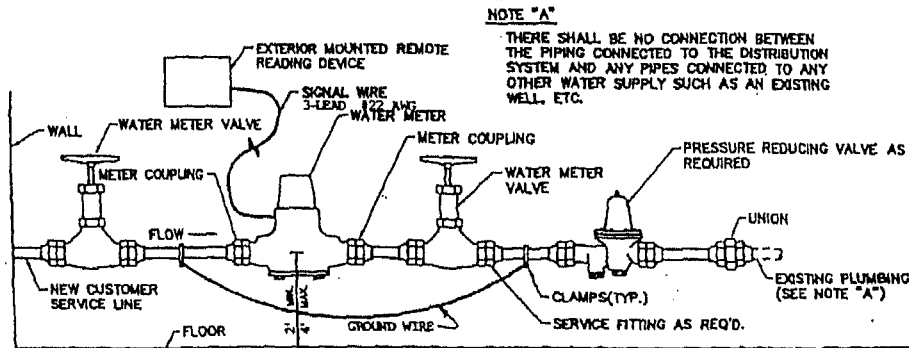 NOTE "A"
THERE SHALL BE NO CONNECTION BETWEEN
THE PIPING CONNECTED TO THE DISTRIBUTION
SYSTEM AND ANY PIPES CONNECTED TO ANY
OTHER WATER SUPPLY SUCH AS AN EXISTING
WELL, ETC.
EXTERIOR MOUNTED REMOTE
READING DEVICE
SIGNAL WIRE
3-LEAD #22 AWG
WATER METER
WALL
WATER METER VALVE
METER COUPLING
METER COUPLING
WATER METER
VALVE
PRESSURE REDUCING VALVE AS
REQUIRED
UNION
FLOW
NEW CUSTOMER
SERVICE LINE
2' MIN.
4' MAX.
GROUND WIRE
CLAMPS(TYP.)
SERVICE FITTING AS REQ'D.
EXISTING PLUMBING
(SEE NOTE "A")
FLOOR